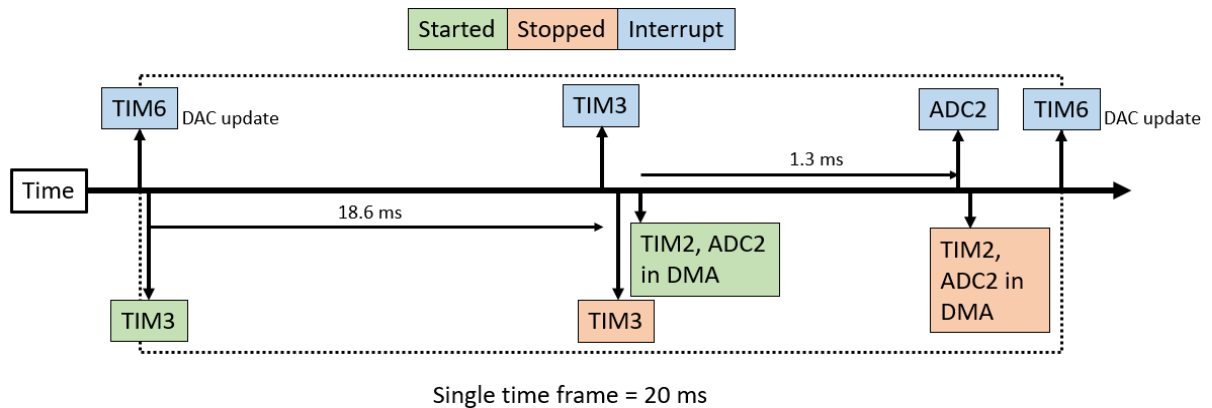 Started Stopped Interrupt
TIM6 DAC update
TIM3
ADC2
TIM6 DAC update
1.3 ms
Time
18.6 ms
TIM2, ADC2
in DMA
TIM2,
ADC2 in
DMA
TIM3
TIM3
Single time frame = 20 ms